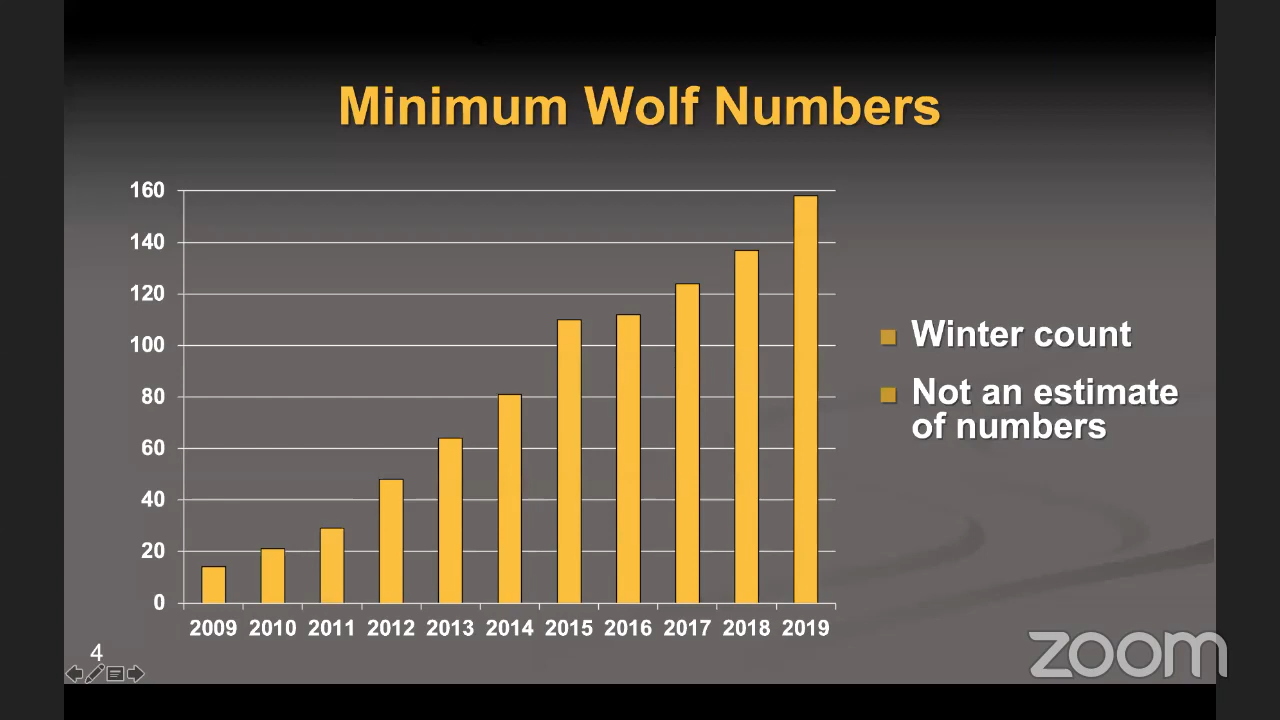 Minimum Wolf Numbers
160
140
120
100
80
60
40
20
0
2009 2010 2011 2012 2013 2014 2015 2016 2017 2018 2019
Winter count
Not an estimate
of numbers
4
zoom